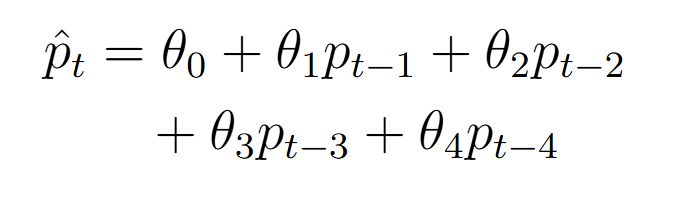 p̂ₜ = θ₀ + θ₁pₜ₋₁ + θ₂pₜ₋₂
+ θ₃pₜ₋₃ + θ₄pₜ₋₄